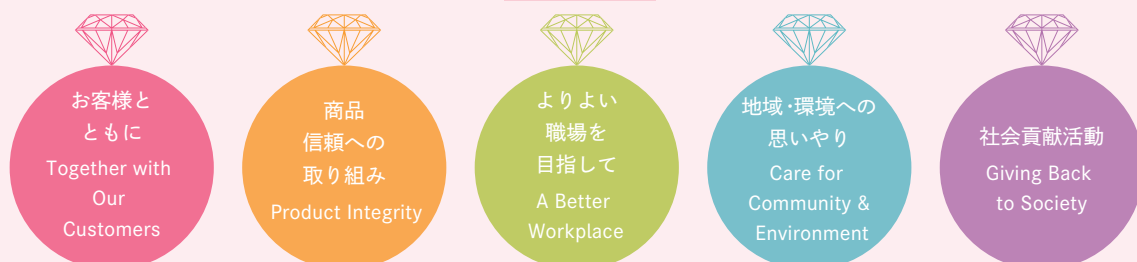 お客様と
ともに
Together with
Our
Customers
商品
信頼への
取り組み
Product Integrity
よりよい
職場を
目指して
A Better
Workplace
地域・環境への
思いやり
Care for
Community &
Environment
社会貢献活動
Giving Back
to Society